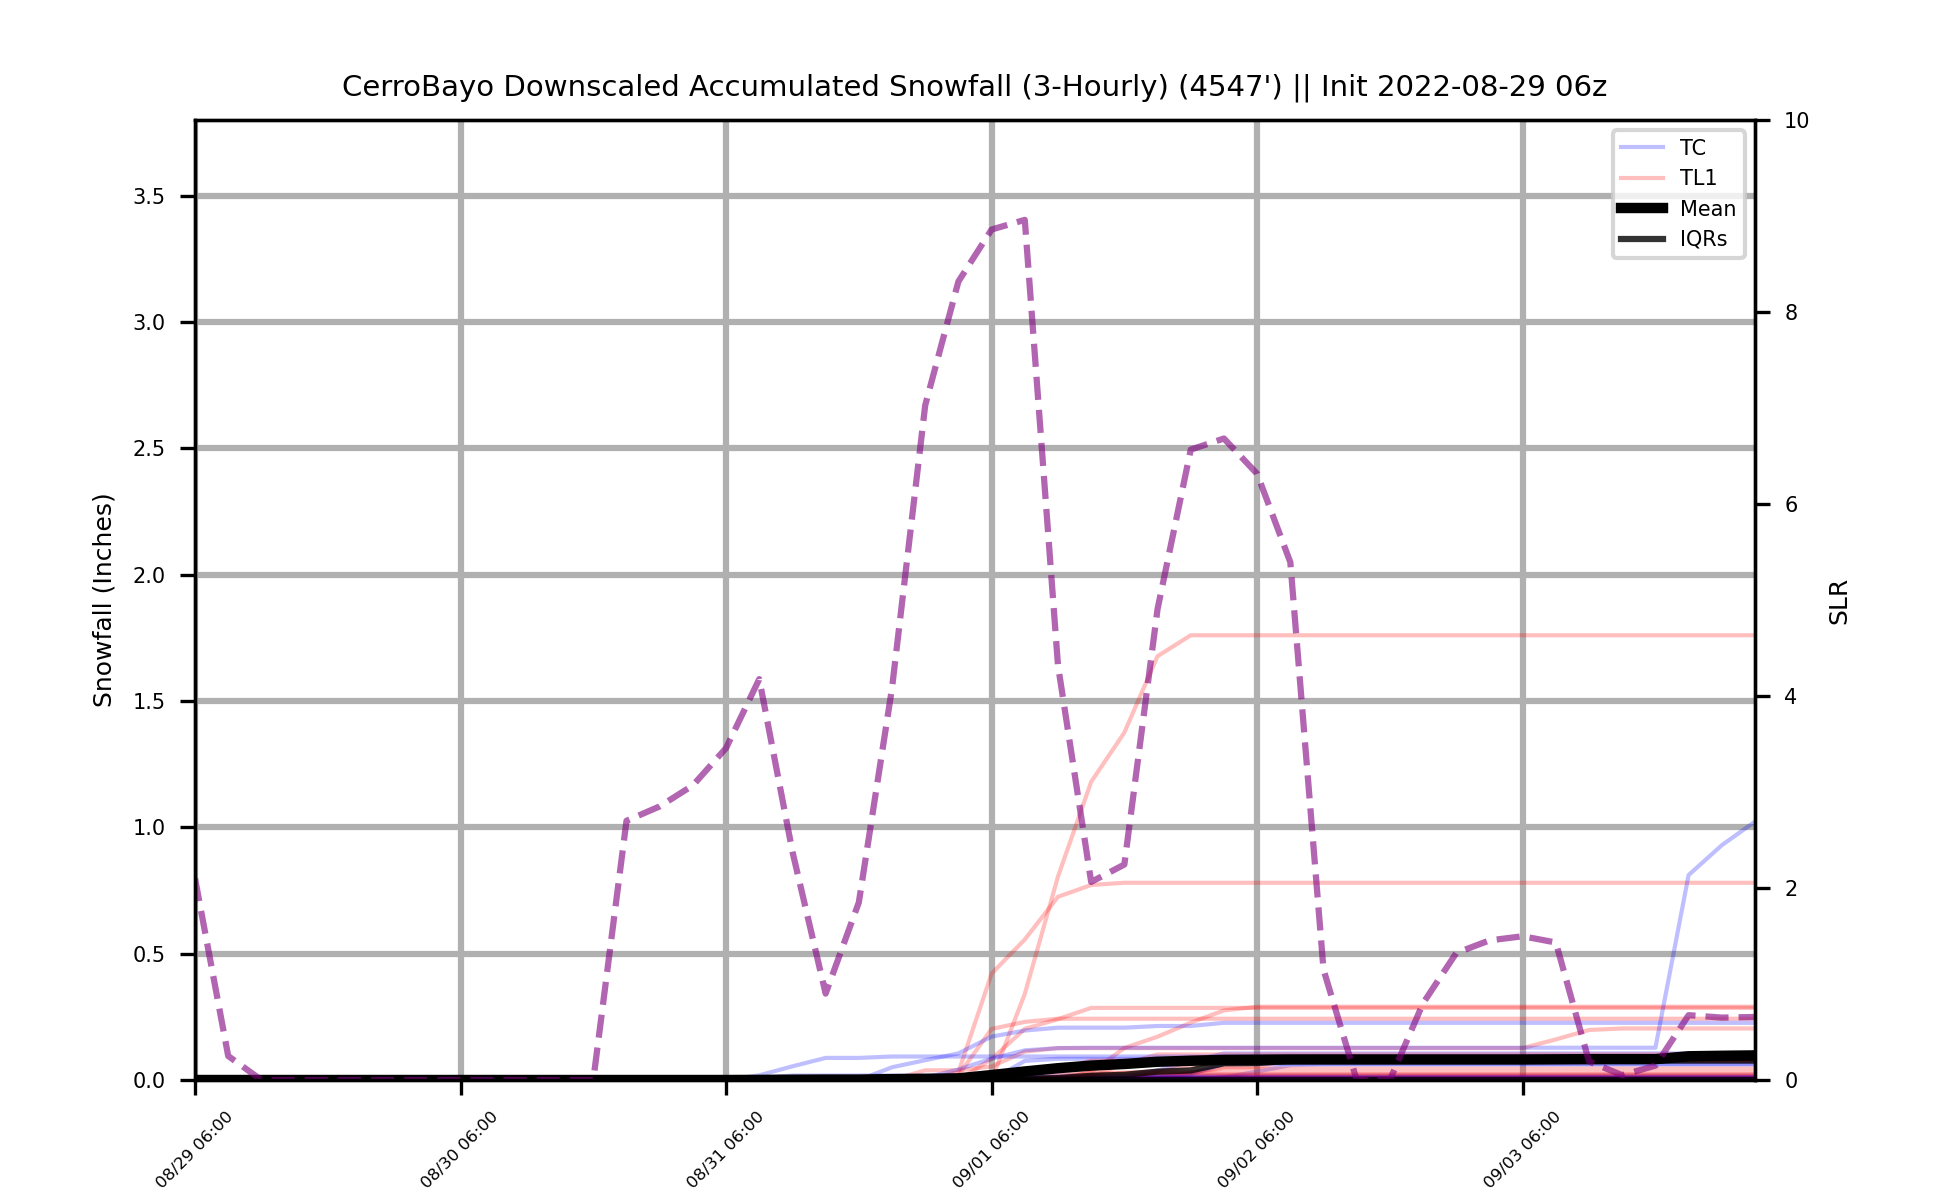 CerroBayo Downscaled Accumulated Snowfall (3-Hourly) (4547') || Init 2022-08-29 06z
TC
TL1
Mean
IQRs
Snowfall (Inches)
3.5
3.0
2.5
2.0
1.5
1.0
0.5
0.0
SLR
10
8
6
4
2
0
08/29 06:00
08/30 06:00
08/31 06:00
09/01 06:00
09/02 06:00
09/03 06:00